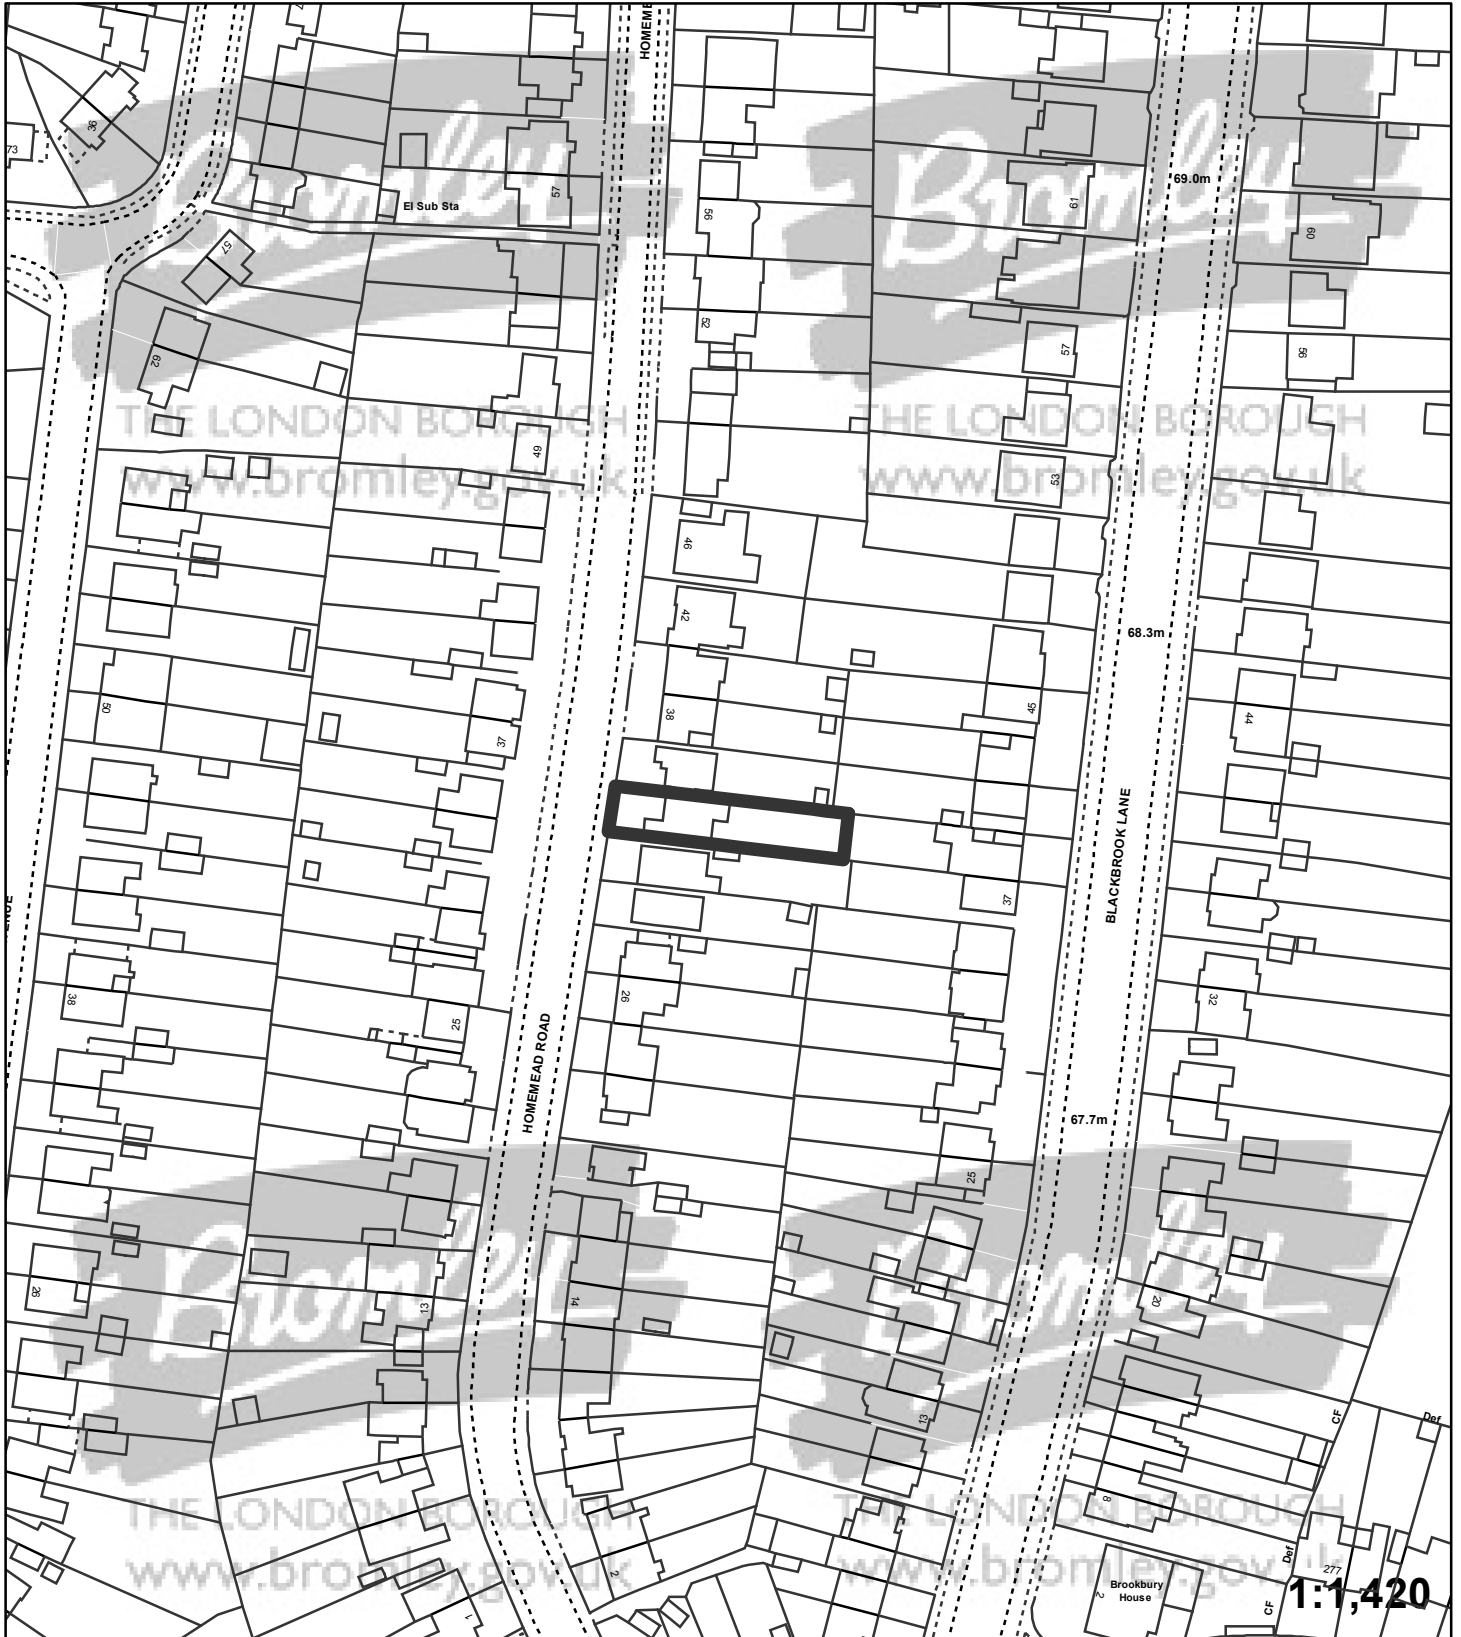 HOMEME
36
73
El Sub Sta
57
56
69.0m
61
60
57
62
52
57
56
49
53
46
42
68.3m
50
38
37
45
44
BLACKBROOK LANE
37
38
26
25
32
HOMEMEAD ROAD
67.7m
25
26
13
14
20
13
CF
Def
8
Def
277
2
1
Brookbury
House
2
CF
1:1,420
Bromley
THE LONDON BOROUGH
www.bromley.gov.uk
Bromley
THE LONDON BOROUGH
www.bromley.gov.uk
Bromley
THE LONDON BOROUGH
www.bromley.gov.uk
Bromley
THE LONDON BOROUGH
www.bromley.gov.uk